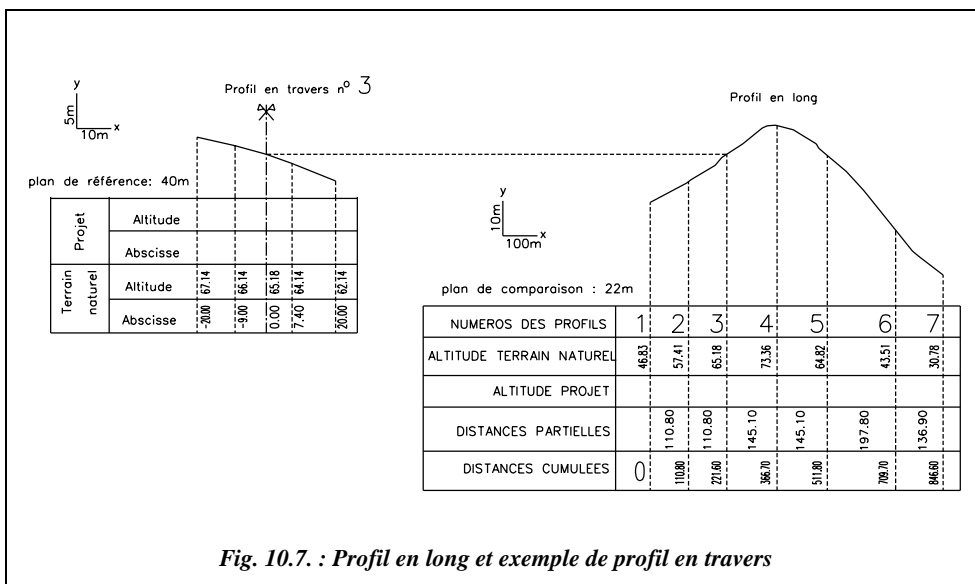 Profil en travers n° 3
y
5m
10m
x
plan de référence: 40m
Projet
Altitude
Abscisse
Terrain naturel
Altitude
67.14 66.14 65.18 64.14 62.14
Abscisse
-20.00 -9.00 0.00 7.40 20.00
Profil en long
y
10m
100m
x
plan de comparaison : 22m
NUMEROS DES PROFILS 1 2 3 4 5 6 7
ALTITUDE TERRAIN NATUREL 46.83 57.41 65.18 73.36 64.82 43.51 30.78
ALTITUDE PROJET
DISTANCES PARTIELLES 110.80 110.80 145.10 145.10 197.80 136.90
DISTANCES CUMULEES 0 110.80 221.60 366.70 511.80 709.70 846.60
Fig. 10.7. : Profil en long et exemple de profil en travers